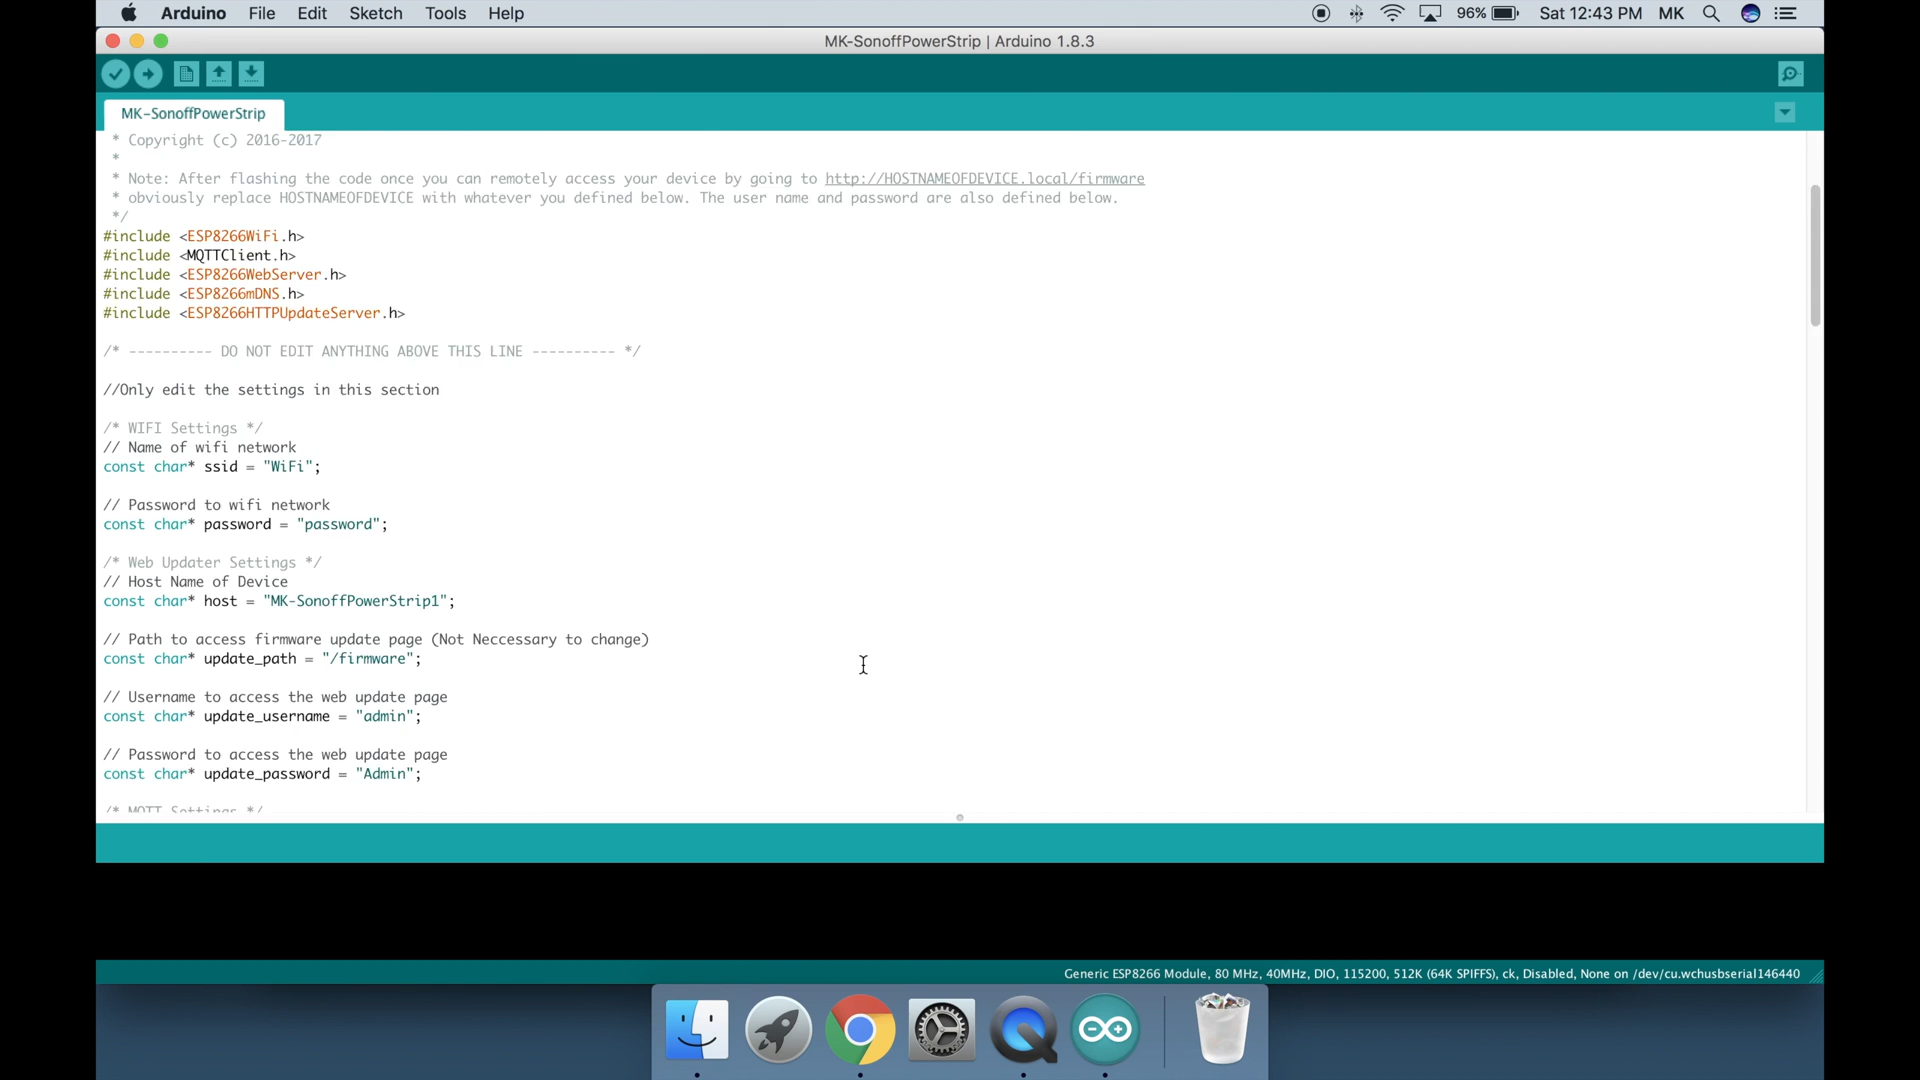 Arduino File Edit Sketch Tools Help 96% Sat 12:43 PM MK
MK-SonoffPowerStrip | Arduino 1.8.3
MK-SonoffPowerStrip
* Copyright (c) 2016-2017
*
* Note: After flashing the code once you can remotely access your device by going to http://HOSTNAMEOFDEVICE.local/firmware
* obviously replace HOSTNAMEOFDEVICE with whatever you defined below. The user name and password are also defined below.
*/
#include <ESP8266WiFi.h>
#include <MQTTClient.h>
#include <ESP8266WebServer.h>
#include <ESP8266mDNS.h>
#include <ESP8266HTTPUpdateServer.h>
/* ---------- DO NOT EDIT ANYTHING ABOVE THIS LINE ---------- */
//Only edit the settings in this section
/* WIFI Settings */
// Name of wifi network
const char* ssid = "WiFi";
// Password to wifi network
const char* password = "password";
/* Web Updater Settings */
// Host Name of Device
const char* host = "MK-SonoffPowerStrip1";
// Path to access firmware update page (Not Neccessary to change)
const char* update_path = "/firmware";
// Username to access the web update page
const char* update_username = "admin";
// Password to access the web update page
const char* update_password = "Admin";
/* MQTT Settings */
Generic ESP8266 Module, 80 MHz, 40MHz, DIO, 115200, 512K (64K SPIFFS), ck, Disabled, None on /dev/cu.wchusbserial146440